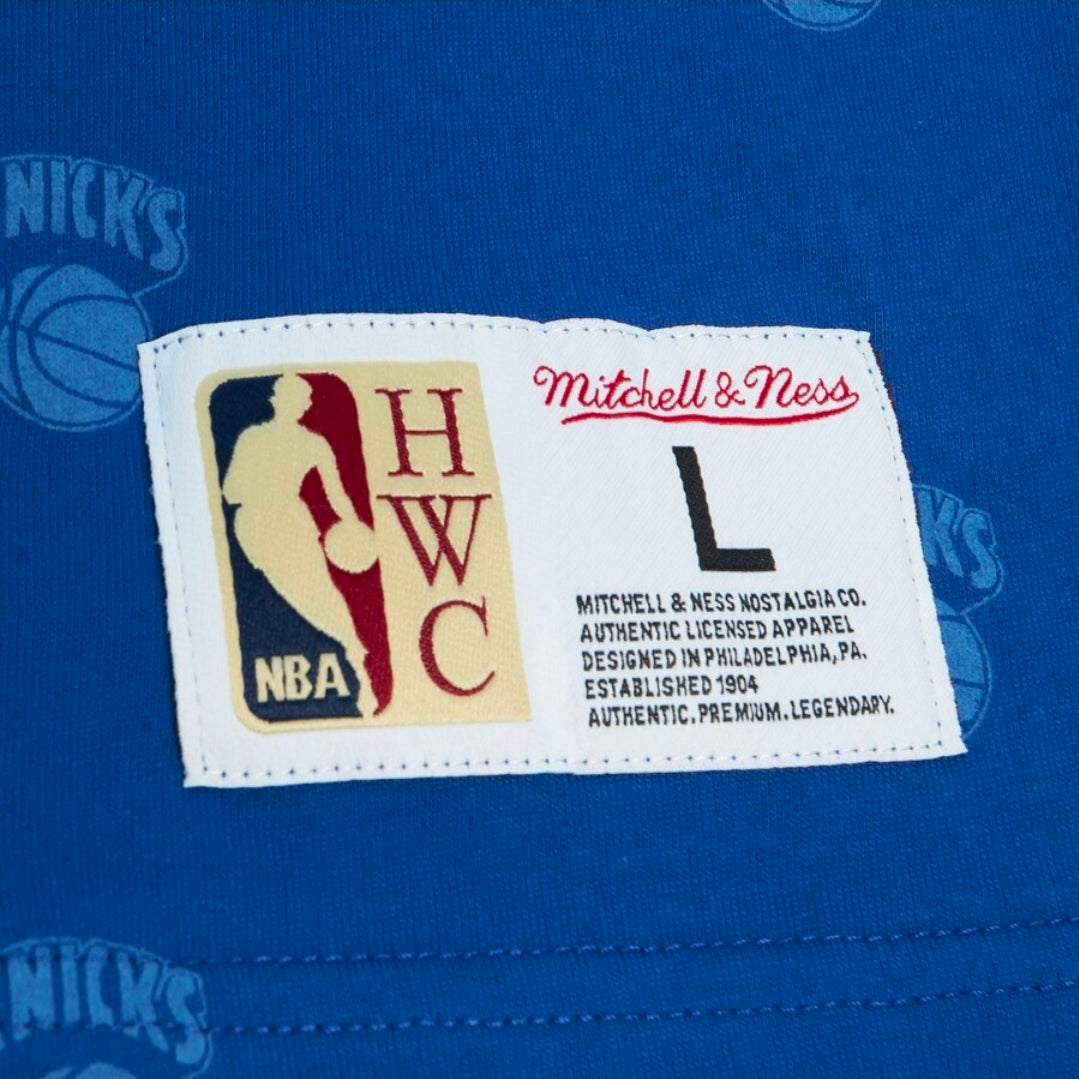 NICKS
Mitchell & Ness
H
W
C
NBA
L
MITCHELL & NESS NOSTALGIA CO.
AUTHENTIC LICENSED APPAREL
DESIGNED IN PHILADELPHIA, PA.
ESTABLISHED 1904
AUTHENTIC. PREMIUM. LEGENDARY.
KS
NICKS